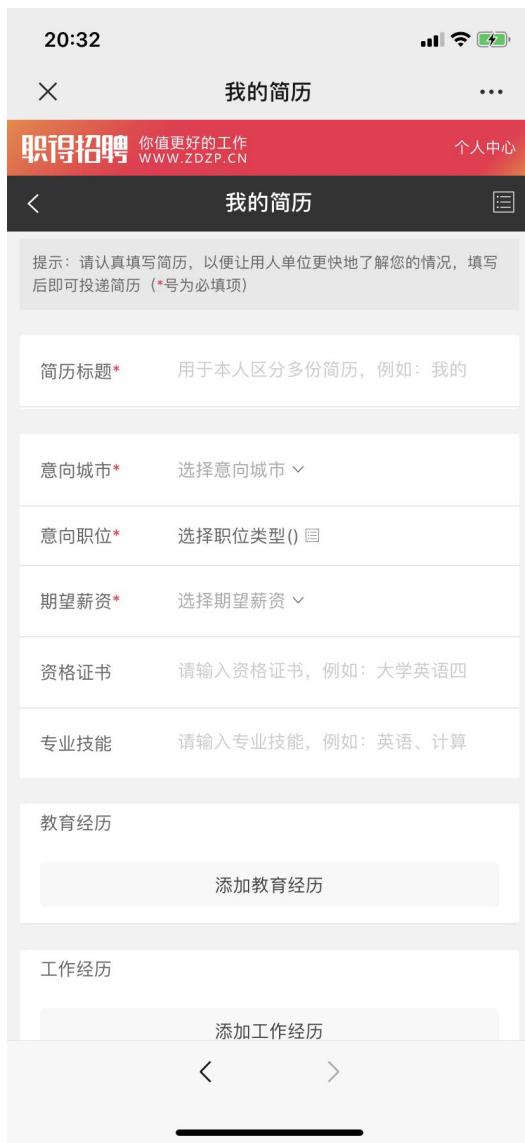 20:32
我的简历
职得招聘 你值更好的工作
WWW.ZDZP.CN
个人中心
我的简历
提示：请认真填写简历，以便让用人单位更快地了解您的情况，填写
后即可投递简历（*号为必填项）
简历标题* 用于本人区分多份简历，例如：我的
意向城市* 选择意向城市
意向职位* 选择职位类型()
期望薪资* 选择期望薪资
资格证书 请输入资格证书，例如：大学英语四
专业技能 请输入专业技能，例如：英语、计算
教育经历
添加教育经历
工作经历
添加工作经历